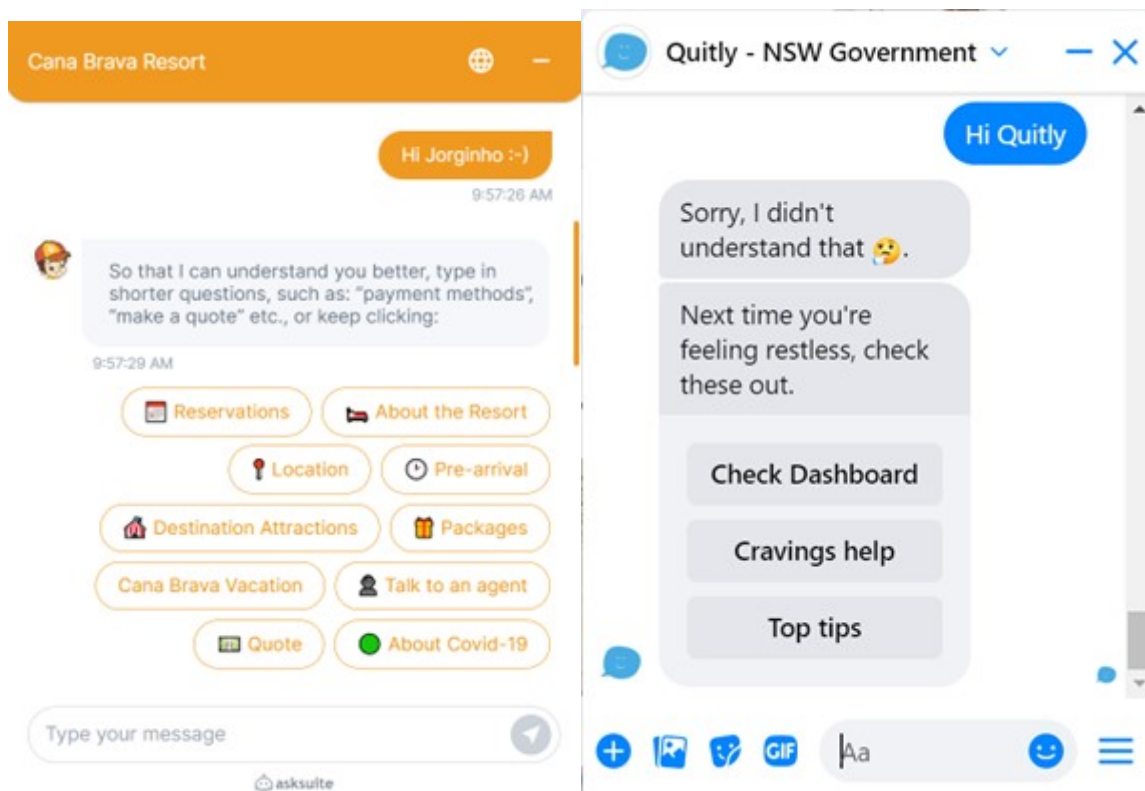 Cana Brava Resort
Hi Jorginho :-)
9:57:26 AM
So that I can understand you better, type in
shorter questions, such as: “payment methods”,
“make a quote” etc., or keep clicking:
9:57:29 AM
Reservations
About the Resort
Location
Pre-arrival
Destination Attractions
Packages
Cana Brava Vacation
Talk to an agent
Quote
About Covid-19
Type your message
asksuite
Quitly - NSW Government
Hi Quitly
Sorry, I didn't
understand that 🤔.
Next time you're
feeling restless, check
these out.
Check Dashboard
Cravings help
Top tips
GIF
Aa